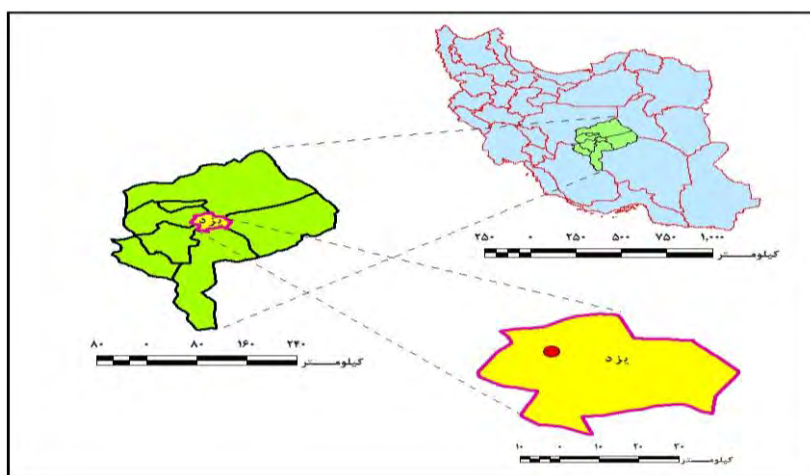 ۲۵۰ ۰ ۲۵۰ ۵۰۰ ۷۵۰ ۱,۰۰۰
کیلومتر
یزد
۸۰ ۰ ۸۰ ۱۶۰ ۲۴۰
کیلومتر
یزد
۱۰ ۰ ۱۰ ۲۰ ۳۰
کیلومتر